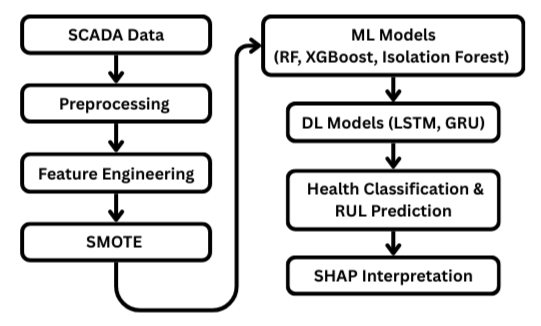 SCADA Data
Preprocessing
Feature Engineering
SMOTE
ML Models
(RF, XGBoost, Isolation Forest)
DL Models (LSTM, GRU)
Health Classification &
RUL Prediction
SHAP Interpretation